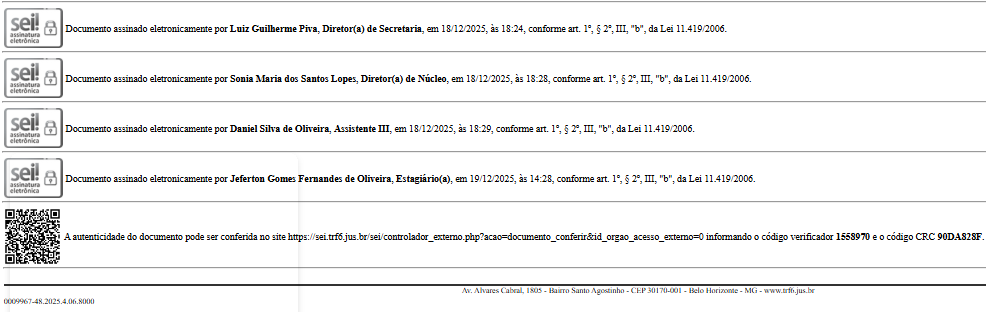 sei!
assinatura
eletrônica
Documento assinado eletronicamente por Luiz Guilherme Piva, Diretor(a) de Secretaria, em 18/12/2025, às 18:24, conforme art. 1º, § 2º, III, "b", da Lei 11.419/2006.
sei!
assinatura
eletrônica
Documento assinado eletronicamente por Sonia Maria dos Santos Lopes, Diretor(a) de Núcleo, em 18/12/2025, às 18:28, conforme art. 1º, § 2º, III, "b", da Lei 11.419/2006.
sei!
assinatura
eletrônica
Documento assinado eletronicamente por Daniel Silva de Oliveira, Assistente III, em 18/12/2025, às 18:29, conforme art. 1º, § 2º, III, "b", da Lei 11.419/2006.
sei!
assinatura
eletrônica
Documento assinado eletronicamente por Jeferton Gomes Fernandes de Oliveira, Estagiário(a), em 19/12/2025, às 14:28, conforme art. 1º, § 2º, III, "b", da Lei 11.419/2006.
A autenticidade do documento pode ser conferida no site https://sei.trf6.jus.br/sei/controlador_externo.php?acao=documento_conferir&id_orgao_acesso_externo=0 informando o código verificador 1558970 e o código CRC 90DA828F.
Av. Alvares Cabral, 1805 - Bairro Santo Agostinho - CEP 30170-001 - Belo Horizonte - MG - www.trf6.jus.br
0009967-48.2025.4.06.8000